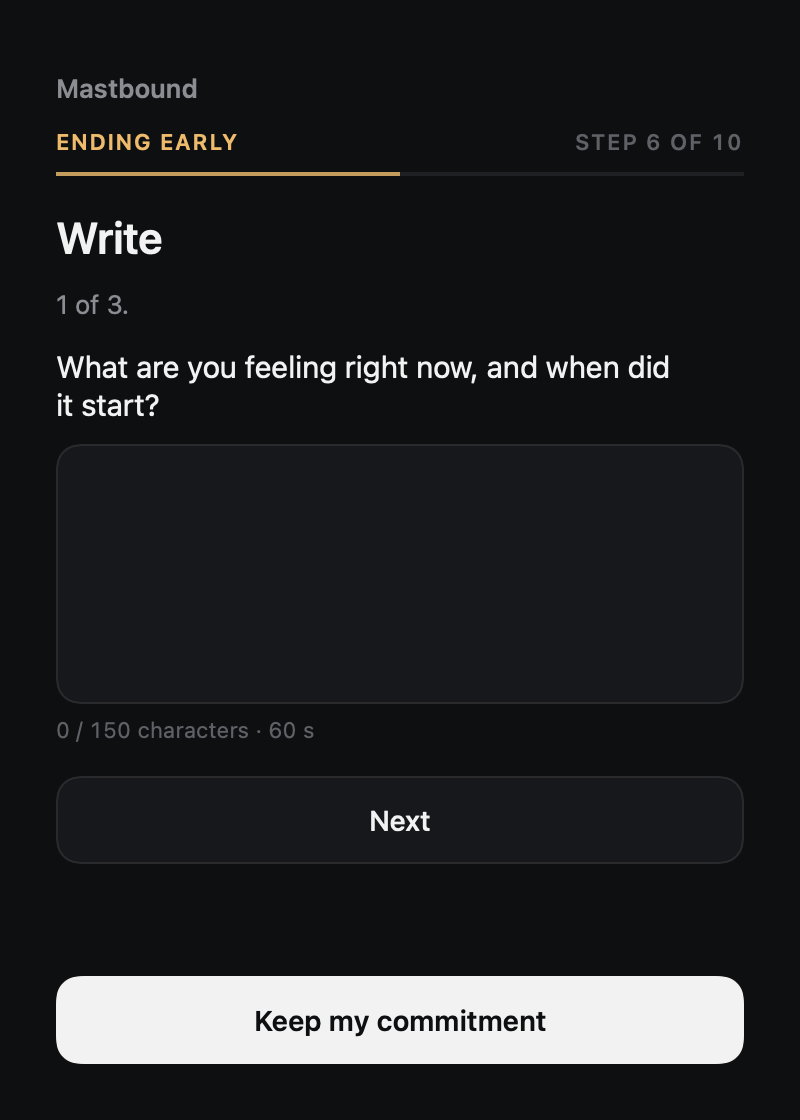 Mastbound
ENDING EARLY
STEP 6 OF 10
Write
1 of 3.
What are you feeling right now, and when did
it start?
0 / 150 characters · 60 s
Next
Keep my commitment